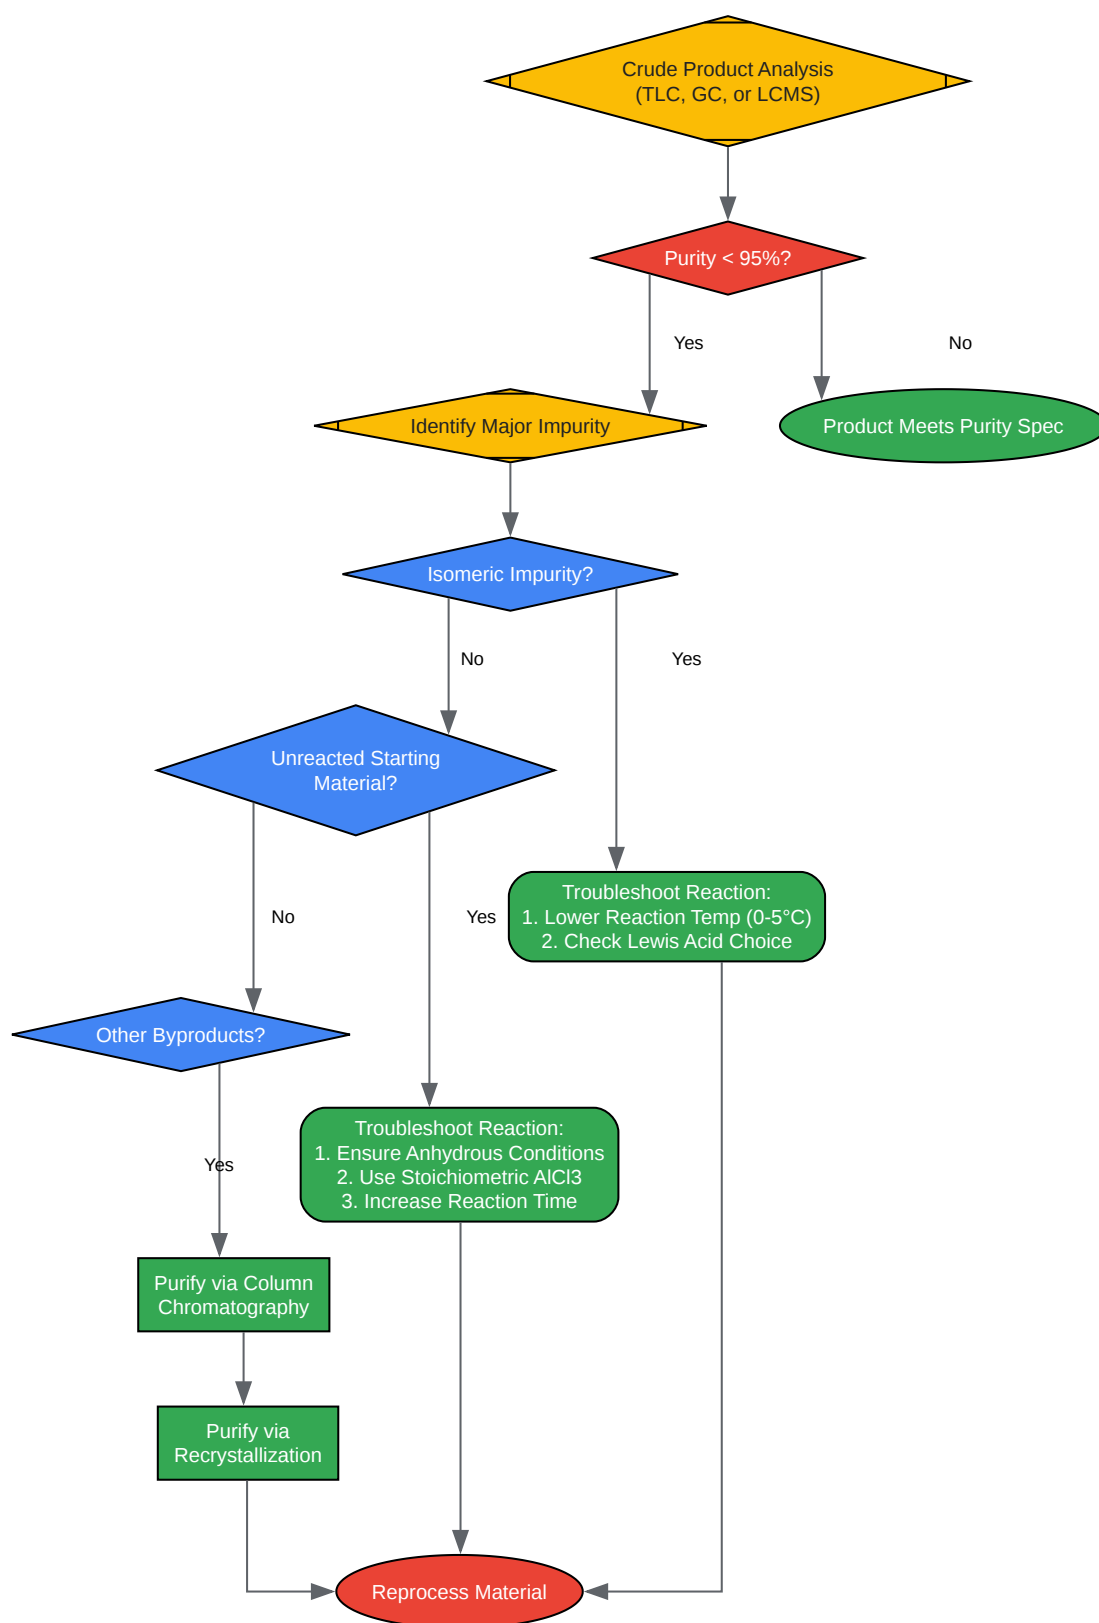 Crude Product Analysis
(TLC, GC, or LCMS)
Purity < 95%?
Yes
No
Identify Major Impurity
Product Meets Purity Spec
Isomeric Impurity?
No
Yes
Unreacted Starting
Material?
Troubleshoot Reaction:
1. Lower Reaction Temp (0-5°C)
2. Check Lewis Acid Choice
No
Yes
Other Byproducts?
Troubleshoot Reaction:
1. Ensure Anhydrous Conditions
2. Use Stoichiometric AlCl3
3. Increase Reaction Time
Yes
Purify via Column
Chromatography
Purify via
Recrystallization
Reprocess Material